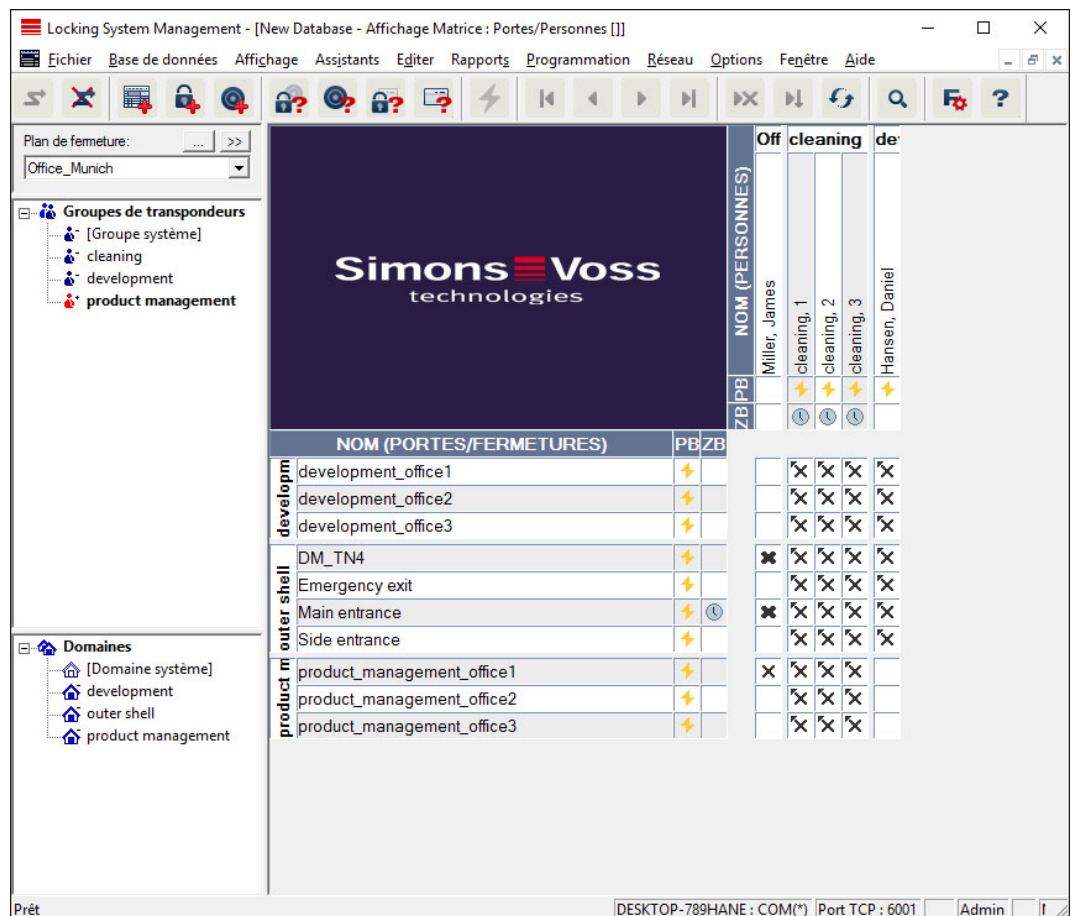 Locking System Management - [New Database - Affichage Matrice : Portes/Personnes []]
Fichier Base de données Affichage Assistants Editer Rapports Programmation Réseau Options Fenêtre Aide
Plan de fermeture: ... >>
Office_Munich
Groupes de transpondeurs
[Groupe système]
cleaning
development
product management
Domaines
[Domaine système]
development
outer shell
product management
Simons Voss
technologies
NOM (PERSONNES)
PB
ZB
Off cleaning de
Miller, James
cleaning, 1
cleaning, 2
cleaning, 3
Hansen, Daniel
NOM (PORTES/FERMETURES) PB ZB
developm
development_office1
development_office2
development_office3
outer shell
DM_TN4
Emergency exit
Main entrance
Side entrance
product m
product_management_office1
product_management_office2
product_management_office3
Prêt DESKTOP-789HANE : COM(*) Port TCP : 6001 Admin